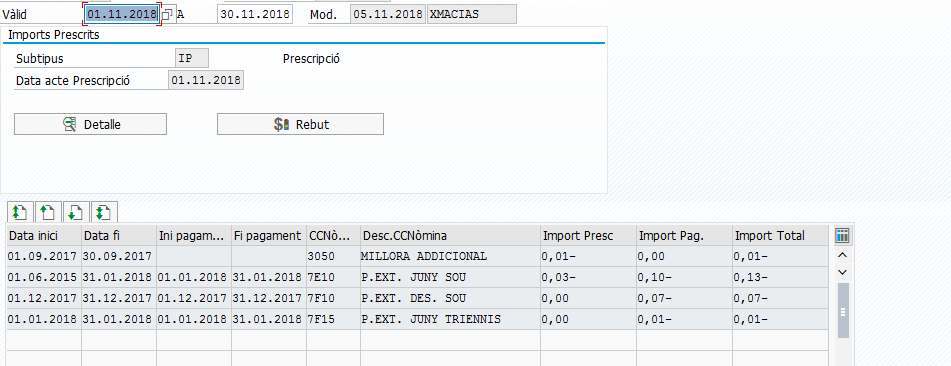 Vàlid 01.11.2018 A 30.11.2018 Mod. 05.11.2018 XMACIAS
Imports Prescrits
Subtipus IP Prescripció
Data acte Prescripció 01.11.2018
Detalle Rebut
Data inici Data fi Ini pagam... Fi pagament CCNò... Desc.CCNòmina Import Presc Import Pag. Import Total
01.09.2017 30.09.2017 3050 MILLORA ADDICIONAL 0,01- 0,00 0,01-
01.06.2015 31.01.2018 01.01.2018 31.01.2018 7E10 P.EXT. JUNY SOU 0,03- 0,10- 0,13-
01.12.2017 31.12.2017 01.12.2017 31.12.2017 7F10 P.EXT. DES. SOU 0,00 0,07- 0,07-
01.01.2018 31.01.2018 01.01.2018 31.01.2018 7F15 P.EXT. JUNY TRIENNIS 0,00 0,01- 0,01-